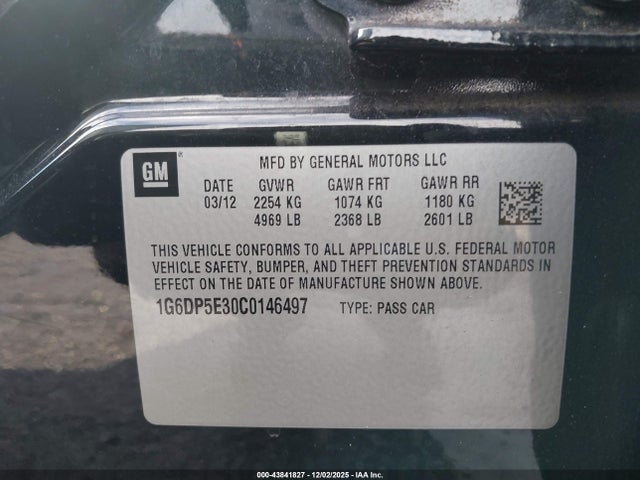 GM ®
MFD BY GENERAL MOTORS LLC
DATE GVWR GAWR FRT GAWR RR
03/12 2254 KG 1074 KG 1180 KG
4969 LB 2368 LB 2601 LB
THIS VEHICLE CONFORMS TO ALL APPLICABLE U.S. FEDERAL MOTOR
VEHICLE SAFETY, BUMPER, AND THEFT PREVENTION STANDARDS IN
EFFECT ON THE DATE OF MANUFACTURE SHOWN ABOVE.
1G6DP5E30C0146497 TYPE: PASS CAR
000-43841827 - 12/02/2025 - IAA Inc.